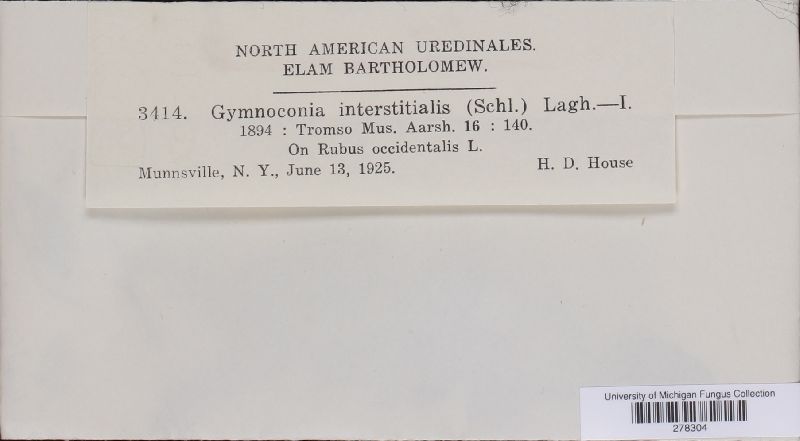 NORTH AMERICAN UREDINALES.
ELAM BARTHOLOMEW.
3414. Gymnoconia interstitialis (Schl.) Lagh.—I.
1894 : Tromso Mus. Aarsh. 16 : 140.
On Rubus occidentalis L.
Munnsville, N. Y., June 13, 1925. H. D. House
University of Michigan Fungus Collection
278304